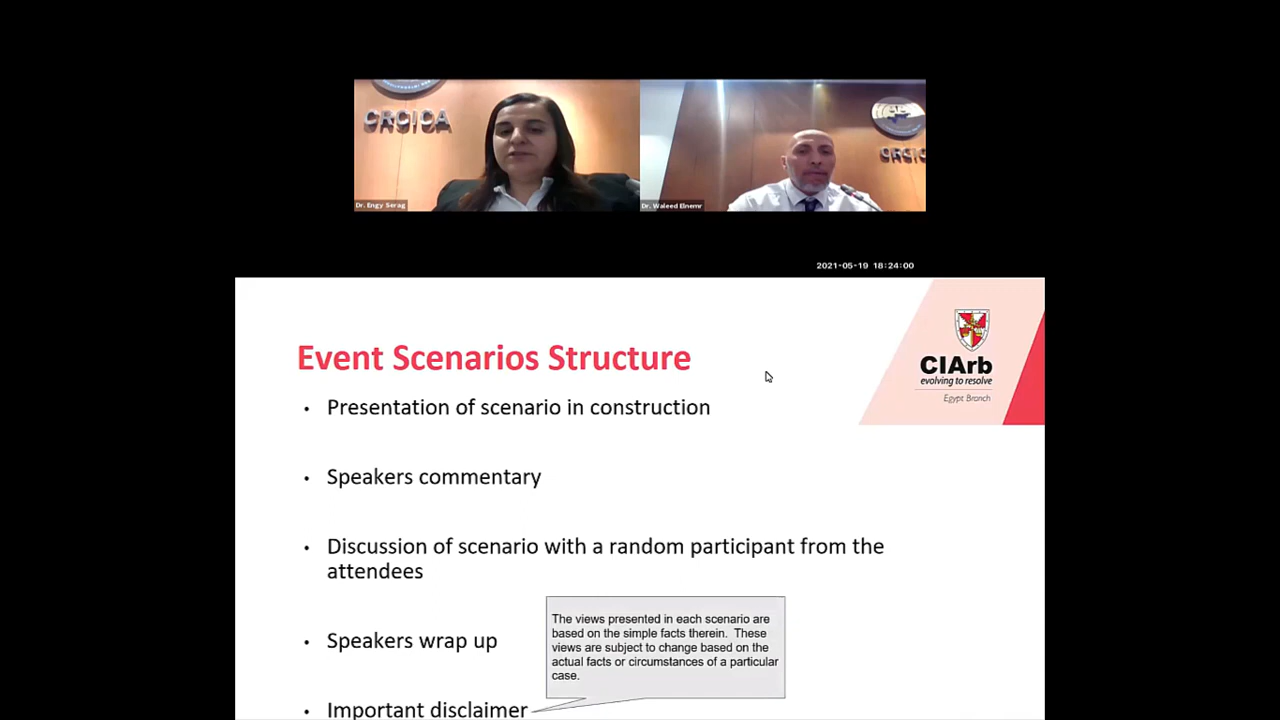 CRCICA
Dr. Engy Serag
CRCIC
Dr. Waleed Elnemr
2021-05-19 18:24:00
Event Scenarios Structure
CIArb
evolving to resolve
Egypt Branch
• Presentation of scenario in construction
• Speakers commentary
• Discussion of scenario with a random participant from the
attendees
• Speakers wrap up
The views presented in each scenario are
based on the simple facts therein. These
views are subject to change based on the
actual facts or circumstances of a particular
case.
• Important disclaimer